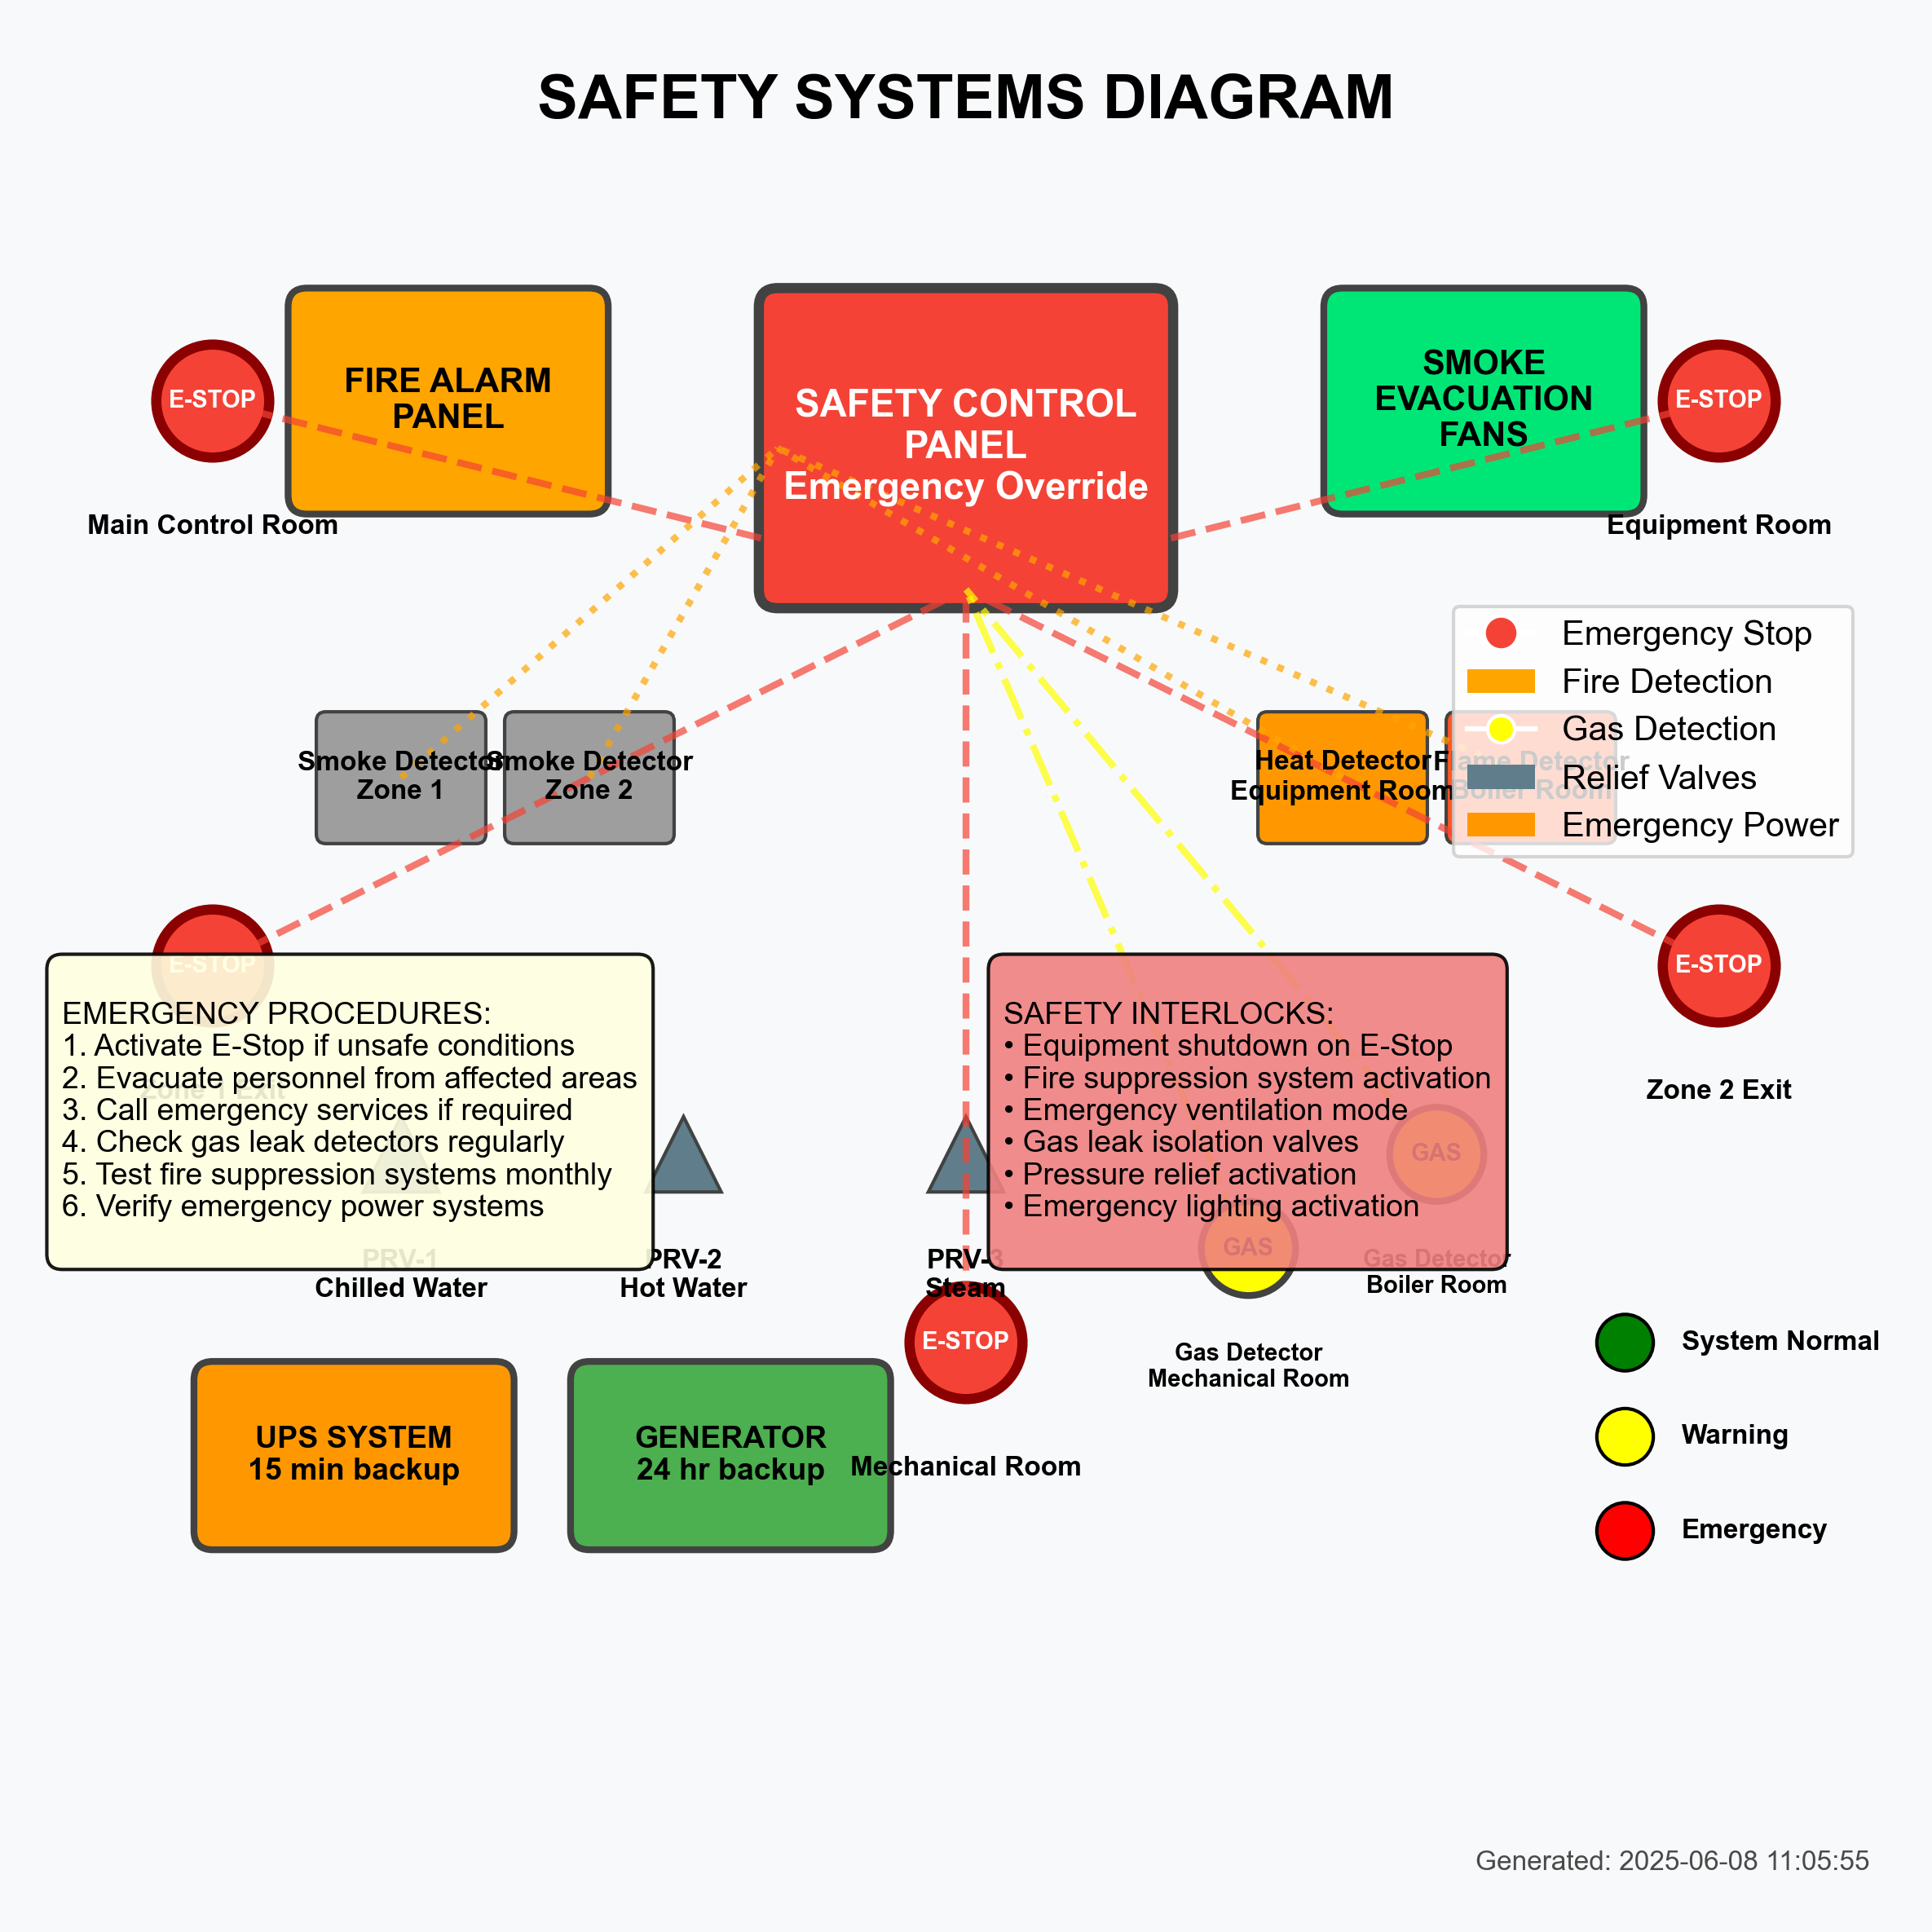 SAFETY SYSTEMS DIAGRAM
E-STOP
Main Control Room
FIRE ALARM
PANEL
SAFETY CONTROL
PANEL
Emergency Override
SMOKE
EVACUATION
FANS
E-STOP
Equipment Room
Emergency Stop
Fire Detection
Gas Detection
Relief Valves
Emergency Power
Smoke Detector
Zone 1
Smoke Detector
Zone 2
Heat Detector
Equipment Room
Flame Detector
Boiler Room
E-STOP
Zone 1 Exit
EMERGENCY PROCEDURES:
1. Activate E-Stop if unsafe conditions
2. Evacuate personnel from affected areas
3. Call emergency services if required
4. Check gas leak detectors regularly
5. Test fire suppression systems monthly
6. Verify emergency power systems
SAFETY INTERLOCKS:
• Equipment shutdown on E-Stop
• Fire suppression system activation
• Emergency ventilation mode
• Gas leak isolation valves
• Pressure relief activation
• Emergency lighting activation
E-STOP
Zone 2 Exit
GAS
GAS
PRV-1
Chilled Water
PRV-2
Hot Water
PRV-3
Steam
Gas Detector
Boiler Room
Gas Detector
Mechanical Room
E-STOP
Mechanical Room
UPS SYSTEM
15 min backup
GENERATOR
24 hr backup
System Normal
Warning
Emergency
Generated: 2025-06-08 11:05:55